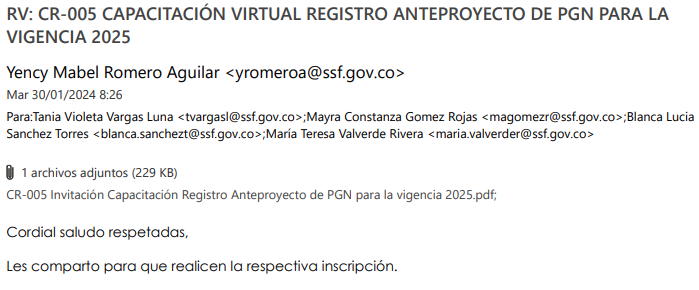 RV: CR-005 CAPACITACIÓN VIRTUAL REGISTRO ANTEPROYECTO DE PGN PARA LA
VIGENCIA 2025
Yency Mabel Romero Aguilar <yromeroa@ssf.gov.co>
Mar 30/01/2024 8:26
Para:Tania Violeta Vargas Luna <tvargasl@ssf.gov.co>;Mayra Constanza Gomez Rojas <magomezr@ssf.gov.co>;Blanca Lucia
Sanchez Torres <blanca.sanchezt@ssf.gov.co>;María Teresa Valverde Rivera <maria.valverder@ssf.gov.co>
1 archivos adjuntos (229 KB)
CR-005 Invitación Capacitación Registro Anteproyecto de PGN para la vigencia 2025.pdf;
Cordial saludo respetadas,
Les comparto para que realicen la respectiva inscripción.